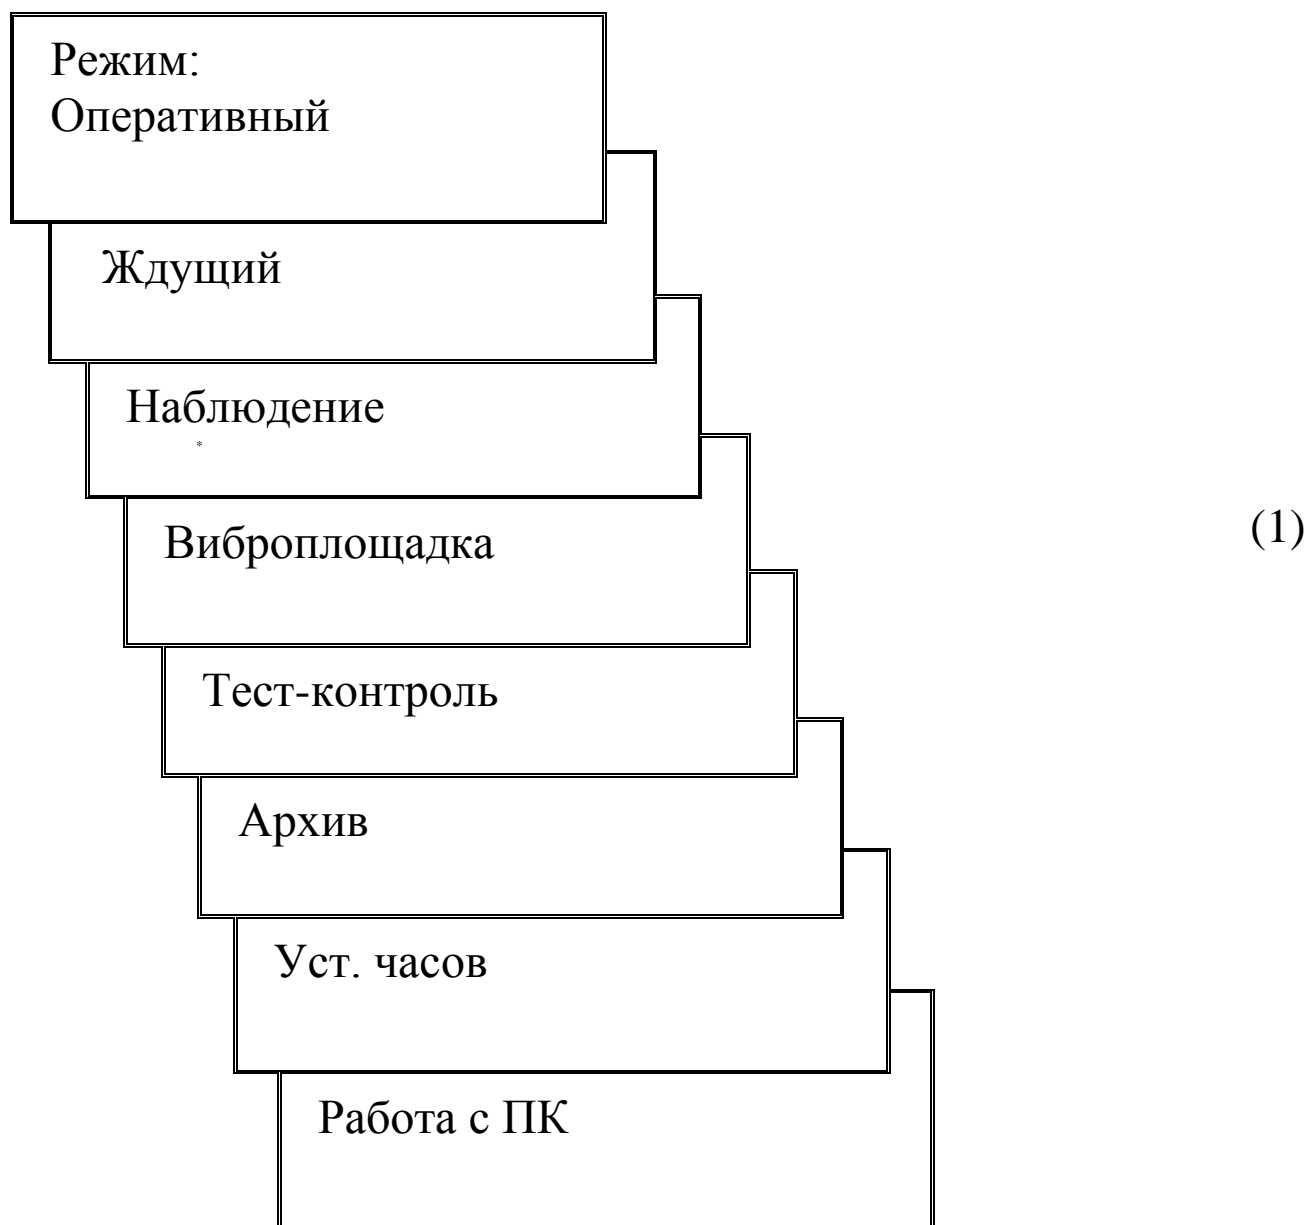 Режим:
Оперативный
Ждущий
Наблюдение
*
Виброплощадка
(1)
Тест-контроль
Архив
Уст. часов
Работа с ПК